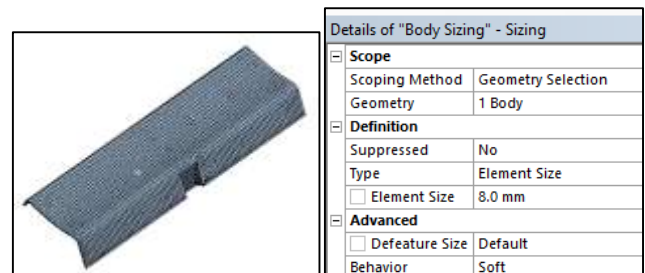 Details of "Body Sizing" - Sizing
Scope
Scoping Method Geometry Selection
Geometry 1 Body
Definition
Suppressed No
Type Element Size
Element Size 8.0 mm
Advanced
Defeature Size Default
Behavior Soft